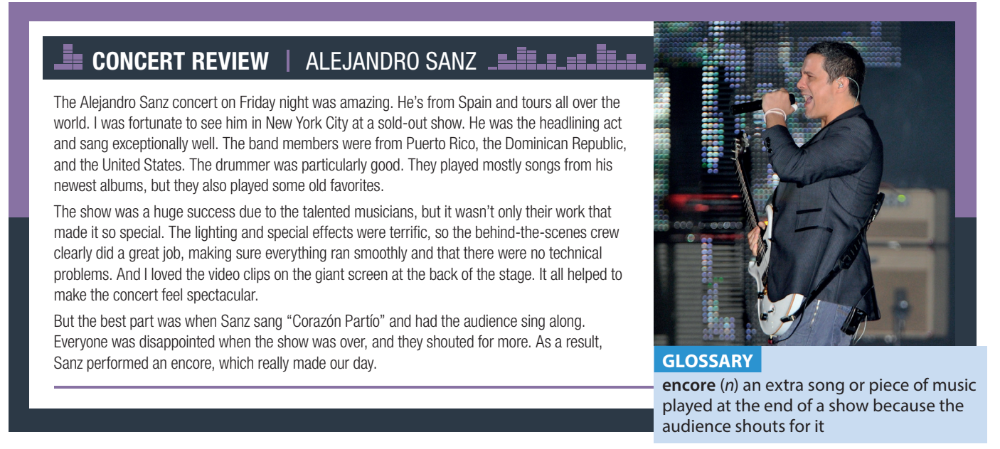 CONCERT REVIEW | ALEJANDRO SANZ
The Alejandro Sanz concert on Friday night was amazing. He's from Spain and tours all over the
world. I was fortunate to see him in New York City at a sold-out show. He was the headlining act
and sang exceptionally well. The band members were from Puerto Rico, the Dominican Republic,
and the United States. The drummer was particularly good. They played mostly songs from his
newest albums, but they also played some old favorites.
The show was a huge success due to the talented musicians, but it wasn't only their work that
made it so special. The lighting and special effects were terrific, so the behind-the-scenes crew
clearly did a great job, making sure everything ran smoothly and that there were no technical
problems. And I loved the video clips on the giant screen at the back of the stage. It all helped to
make the concert feel spectacular.
But the best part was when Sanz sang “Corazón Partío” and had the audience sing along.
Everyone was disappointed when the show was over, and they shouted for more. As a result,
Sanz performed an encore, which really made our day.
GLOSSARY
encore (n) an extra song or piece of music
played at the end of a show because the
audience shouts for it